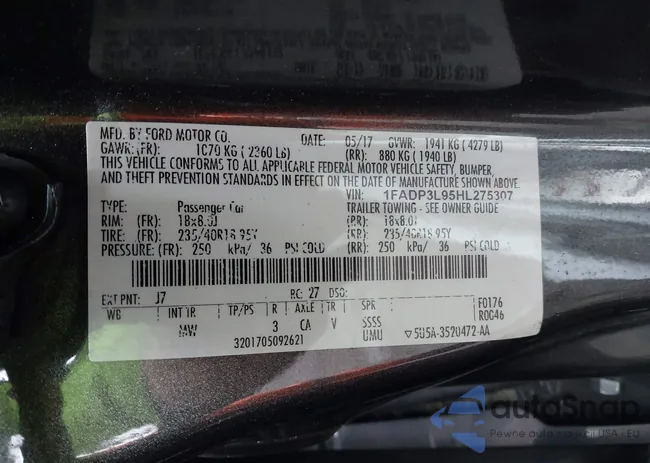 MFD. BY FORD MOTOR CO. DATE: 05/17 GVWR: 1941 KG ( 4279 LB)
GAWR: (FR): 1070 KG ( 2360 LB) (RR): 880 KG ( 1940 LB)
THIS VEHICLE CONFORMS TO ALL APPLICABLE FEDERAL MOTOR VEHICLE SAFETY, BUMPER,
AND THEFT PREVENTION STANDARDS IN EFFECT ON THE DATE OF MANUFACTURE SHOWN ABOVE.
VIN: 1FADP3L95HL275307
TYPE: Passenger Car TRAILER TOWING - SEE OWNER GUIDE
RIM: (FR): 18x8.0J (RR): 18x8.0J
TIRE: (FR): 235/40R18 95Y (RR): 235/40R18 95Y
PRESSURE: (FR): 250 kPa/ 36 PSI COLD (RR): 250 kPa/ 36 PSI COLD
EXT PNT: J7 RC: 27 DSO: F0176
WB INT TR TP/PS R AXLE TR SPR R0C46
MW 3 CA V SSSS
UMU 5U5A-3520472-AA
3201705092621
autoSnap
Pewne auto na
USA - EU